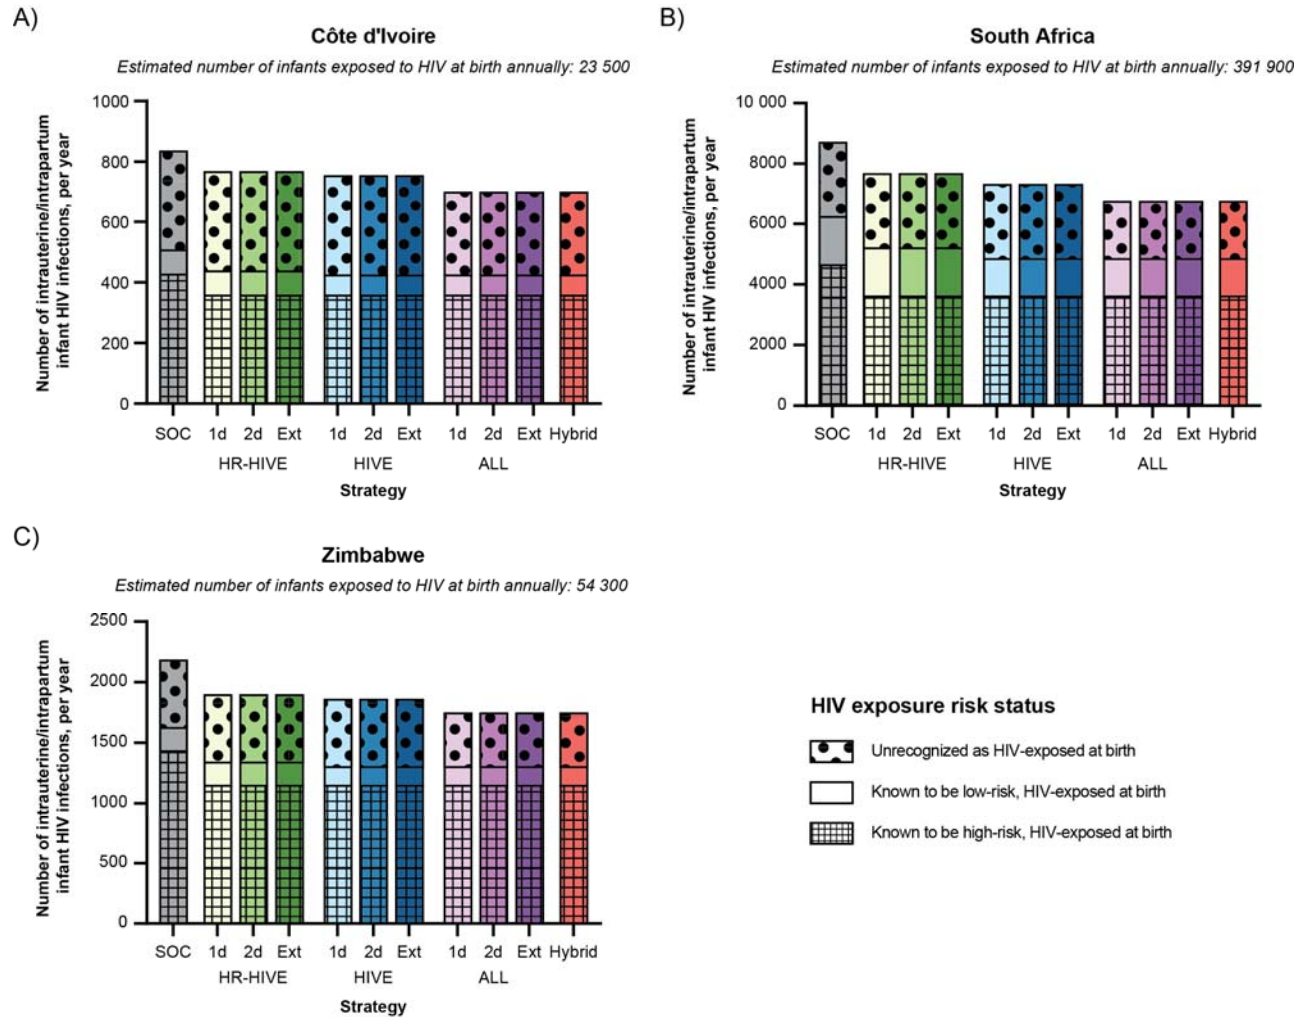 A)
Côte d'Ivoire
Estimated number of infants exposed to HIV at birth annually: 23 500
Number of intrauterine/intrapartum
infant HIV infections, per year
1000
800
600
400
200
0
SOC 1d 2d Ext 1d 2d Ext 1d 2d Ext Hybrid
HR-HIVE HIVE ALL
Strategy
B)
South Africa
Estimated number of infants exposed to HIV at birth annually: 391 900
Number of intrauterine/intrapartum
infant HIV infections, per year
10 000
8000
6000
4000
2000
0
SOC 1d 2d Ext 1d 2d Ext 1d 2d Ext Hybrid
HR-HIVE HIVE ALL
Strategy
C)
Zimbabwe
Estimated number of infants exposed to HIV at birth annually: 54 300
Number of intrauterine/intrapartum
infant HIV infections, per year
2500
2000
1500
1000
500
0
SOC 1d 2d Ext 1d 2d Ext 1d 2d Ext Hybrid
HR-HIVE HIVE ALL
Strategy
HIV exposure risk status
Unrecognized as HIV-exposed at birth
Known to be low-risk, HIV-exposed at birth
Known to be high-risk, HIV-exposed at birth